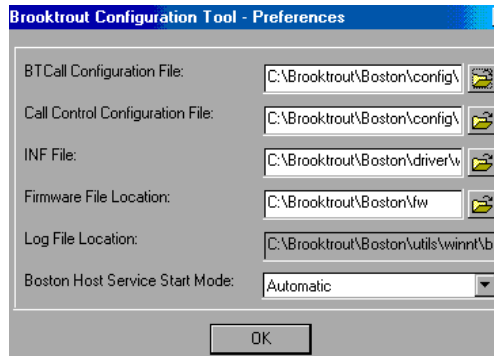 Brooktrout Configuration Tool - Preferences
BTCall Configuration File: C:\Brooktrout\Boston\config\
Call Control Configuration File: C:\Brooktrout\Boston\config\
INF File: C:\Brooktrout\Boston\driver\w
Firmware File Location: C:\Brooktrout\Boston\fw
Log File Location: C:\Brooktrout\Boston\utils\winnt\b
Boston Host Service Start Mode: Automatic
OK